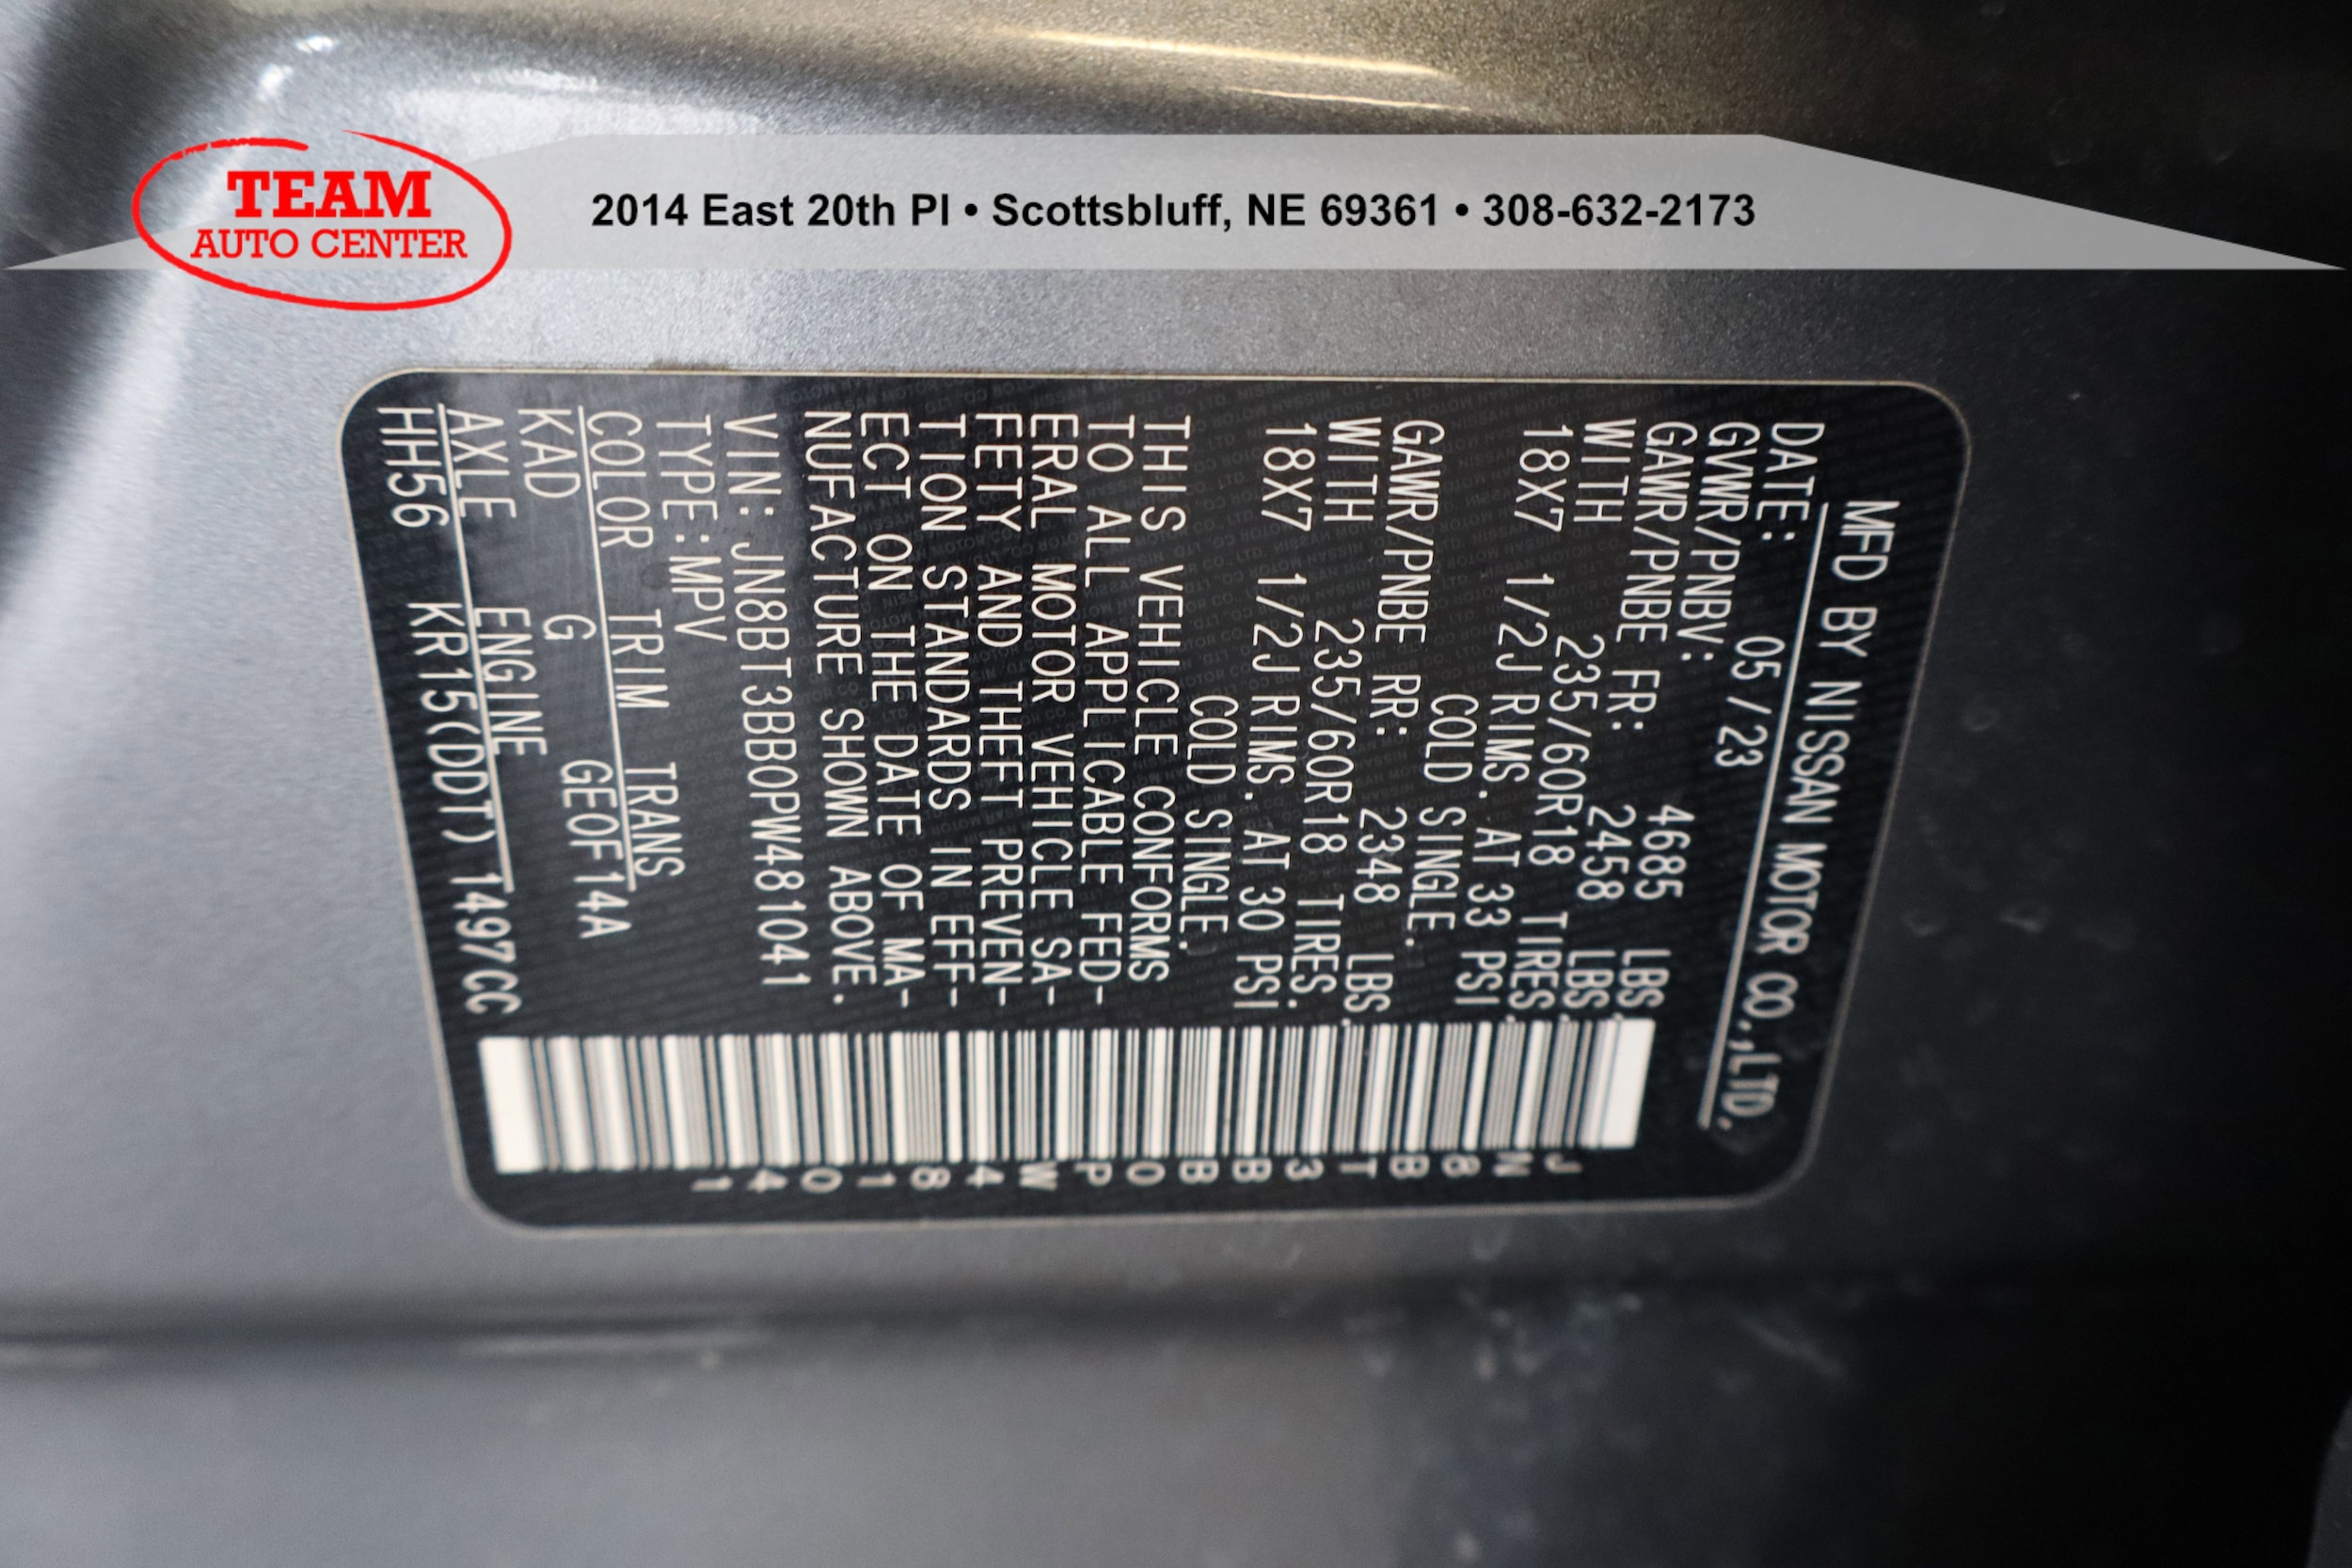 TEAM
AUTO CENTER
2014 East 20th Pl • Scottsbluff, NE 69361 • 308-632-2173
MFD BY NISSAN MOTOR CO.,LTD.
DATE: 05/23
GVWR/PNBV: 4685 LBS.
GAWR/PNBE FR: 2458 LBS.
WITH 235/60R18 TIRES.
18X7 1/2J RIMS. AT 33 PSI
COLD SINGLE.
GAWR/PNBE RR: 2348 LBS.
WITH 235/60R18 TIRES.
18X7 1/2J RIMS. AT 30 PSI
COLD SINGLE.
THIS VEHICLE CONFORMS
TO ALL APPLICABLE FED-
ERAL MOTOR VEHICLE SA-
FETY AND THEFT PREVEN-
TION STANDARDS IN EFF-
ECT ON THE DATE OF MA-
NUFACTURE SHOWN ABOVE.
VIN: JN8BT3BB0PW481041
TYPE:MPV
COLOR TRIM TRANS
KAD G GE0F14A
AXLE ENGINE
HH56 KR15(DDT) 1497CC
JN8BT3BB0PW481041